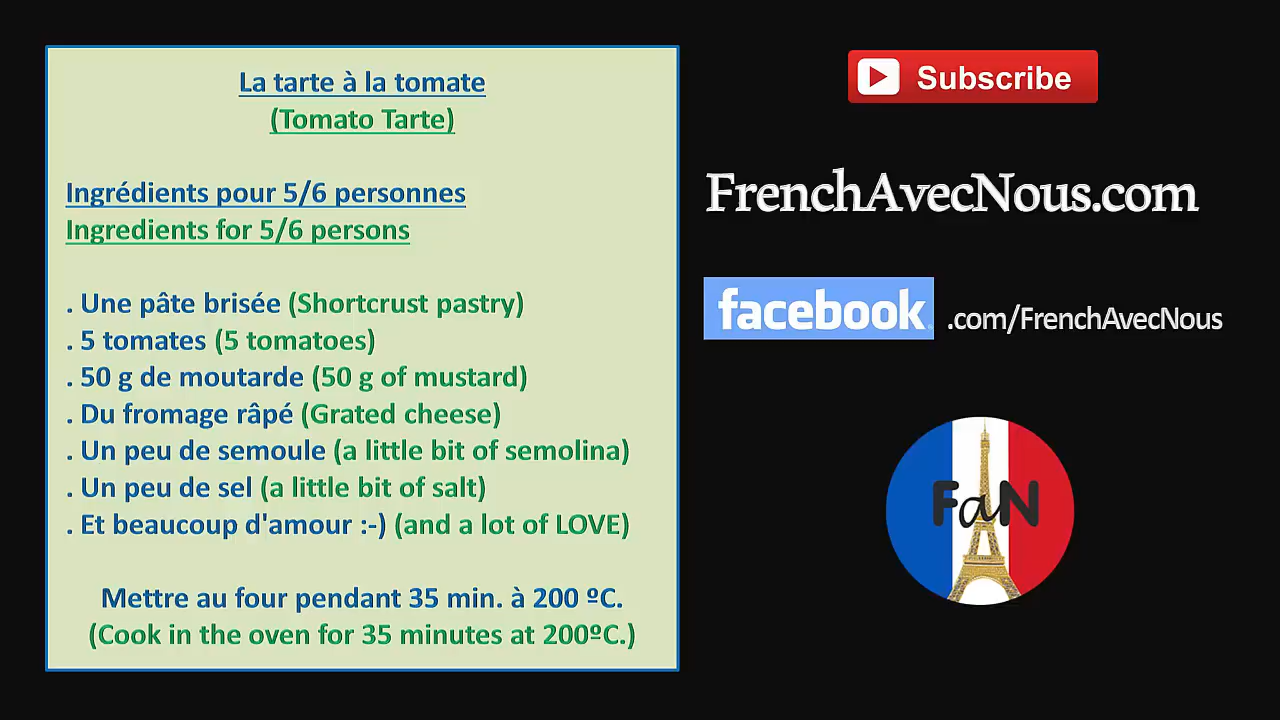 La tarte à la tomate
(Tomato Tarte)
Ingrédients pour 5/6 personnes
Ingredients for 5/6 persons
. Une pâte brisée (Shortcrust pastry)
. 5 tomates (5 tomatoes)
. 50 g de moutarde (50 g of mustard)
. Du fromage râpé (Grated cheese)
. Un peu de semoule (a little bit of semolina)
. Un peu de sel (a little bit of salt)
. Et beaucoup d'amour :-) (and a lot of LOVE)
Mettre au four pendant 35 min. à 200 ºC.
(Cook in the oven for 35 minutes at 200ºC.)
Subscribe
FrenchAvecNous.com
facebook .com/FrenchAvecNous
FaN